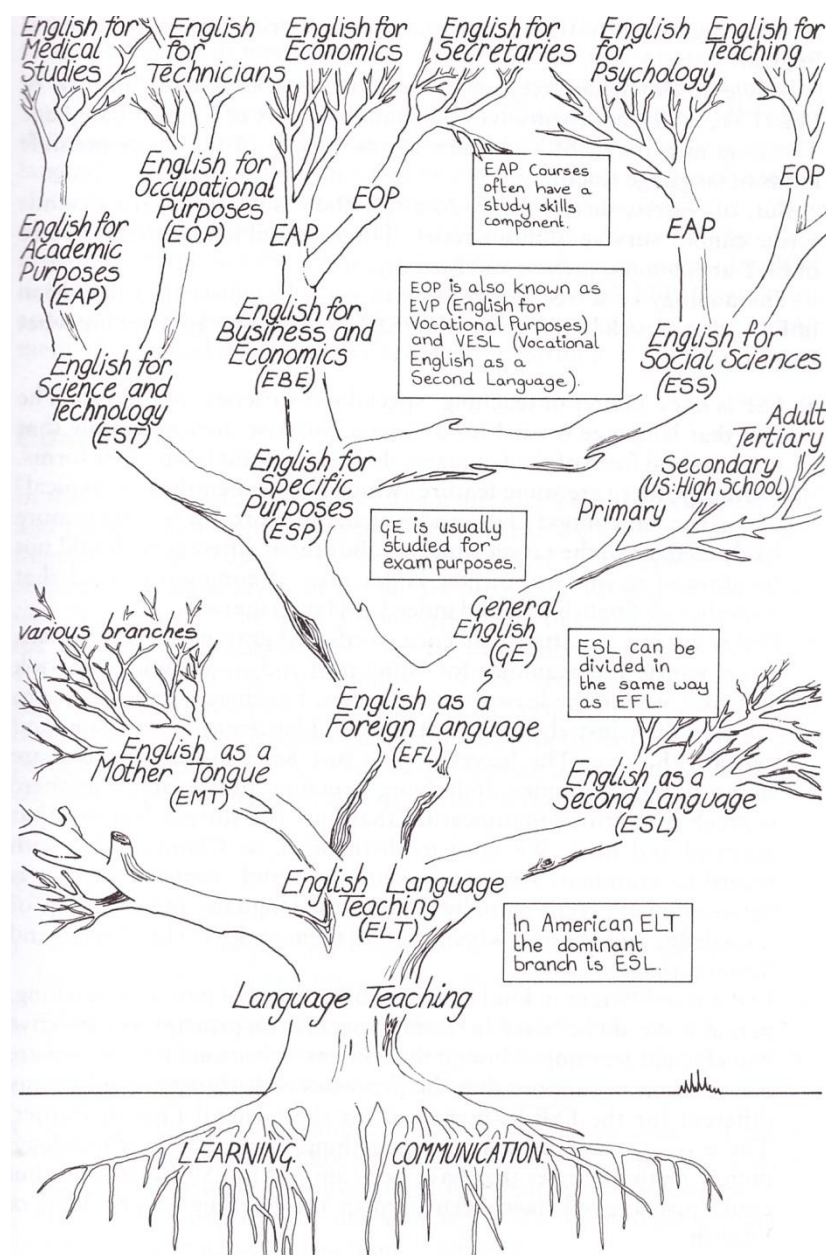 English for
Medical
Studies
English
for
Technicians
English for
Economics
English for
Secretaries
English
for
Psychology
English for
Teaching
English for
Occupational
Purposes
(EOP)
EOP
EAP Courses
often have a
study skills
component.
EOP
English for
Academic
Purposes
(EAP)
EAP
EAP
EOP is also known as
EVP (English for
Vocational Purposes)
and VESL (Vocational
English as a
Second Language).
English for
Science and
Technology
(EST)
English for
Business and
Economics
(EBE)
English for
Social Sciences
(ESS)
Adult
Tertiary
Secondary
(US:High School)
Primary
English for
Specific
Purposes
(ESP)
GE is usually
studied for
exam purposes.
General
English
(GE)
various branches
ESL can be
divided in
the same way
as EFL.
English as a
Foreign Language
(EFL)
English as a
Mother Tongue
(EMT)
English as a
Second Language
(ESL)
English Language
Teaching
(ELT)
In American ELT
the dominant
branch is ESL.
Language Teaching
LEARNING
COMMUNICATION